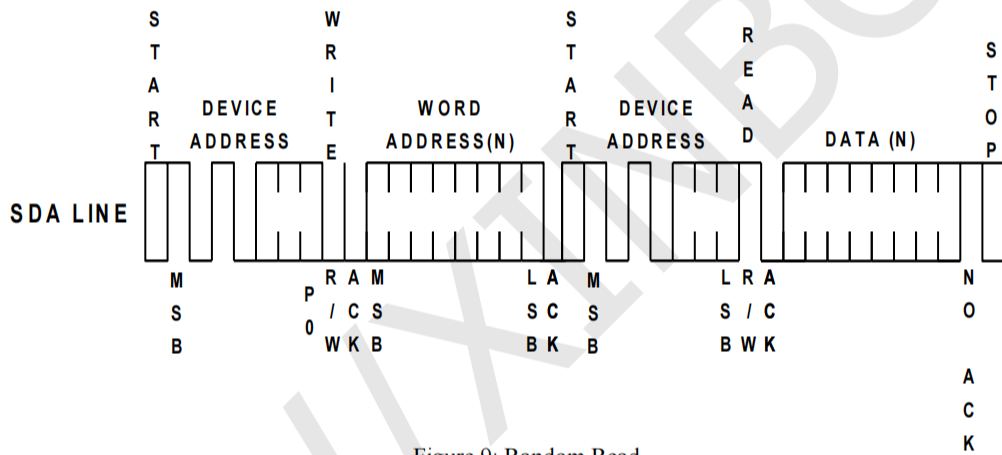 START
WRITE
START
READ
STOP
DEVICE
ADDRESS
WORD
ADDRESS(N)
DEVICE
ADDRESS
DATA (N)
SDA LINE
MSB
P0
R/W
ACK
MSB
LSB
ACK
MSB
LSB
R/W
ACK
NO ACK
Figure 9: Random Read
UXINBO